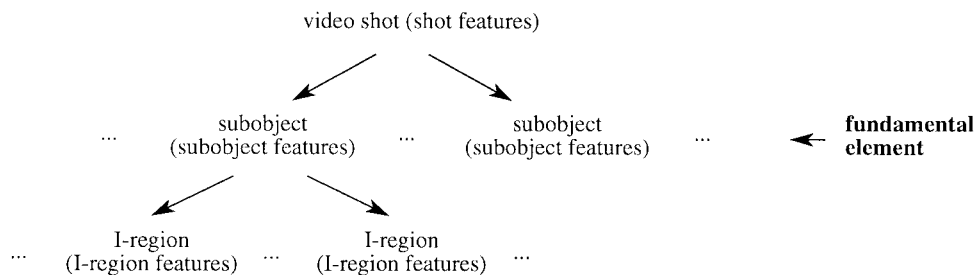 video shot (shot features)
... subobject ... subobject ... fundamental
(subobject features) (subobject features) element
... I-region ... I-region ...
(I-region features) (I-region features)